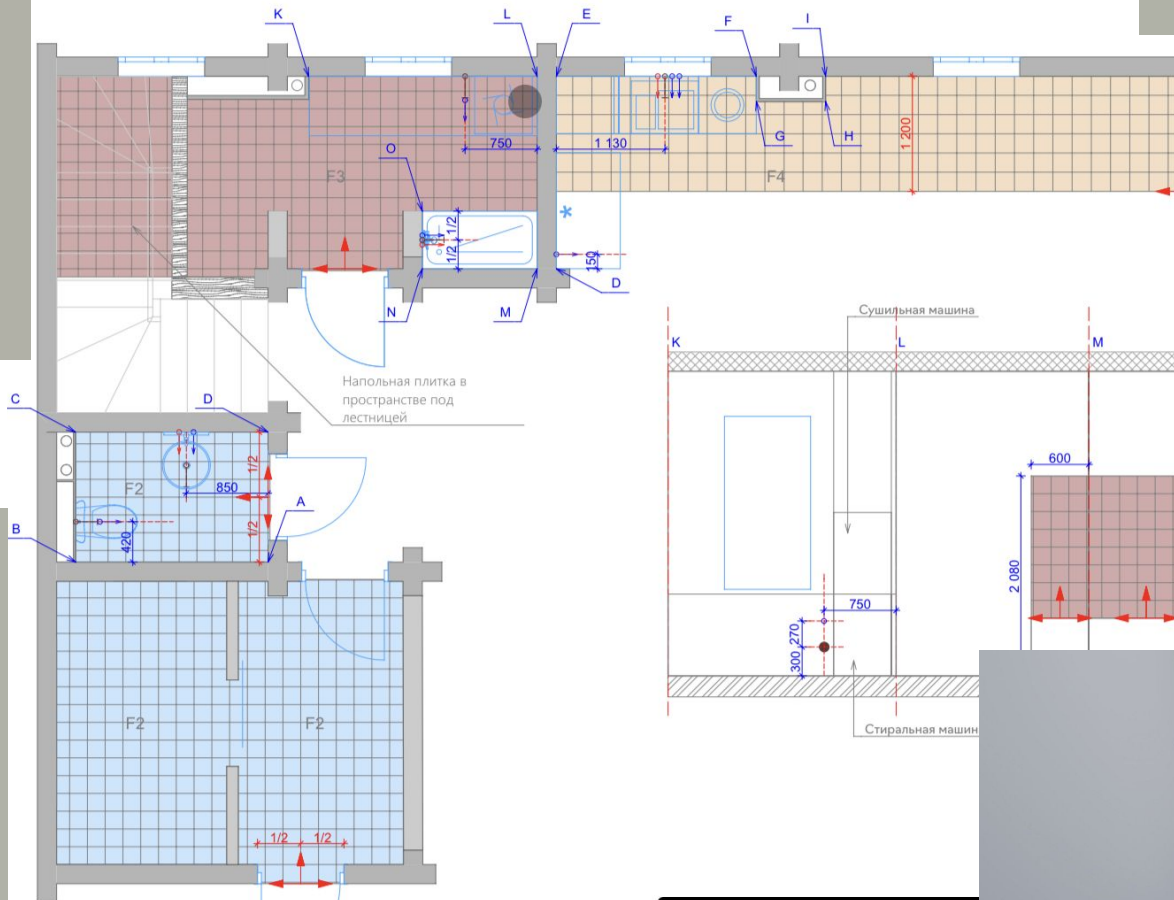 K
L
E
F
I
750
1 130
G
H
1 200
O
F3
F4
1/2
1/2
*
150
D
N
M
Сушильная машина
K
L
M
Напольная плитка в
пространстве под
лестницей
C
D
600
1/2
F2
850
A
1/2
B
420
2 080
750
270
300
F2
F2
Стиральная машин
1/2
1/2